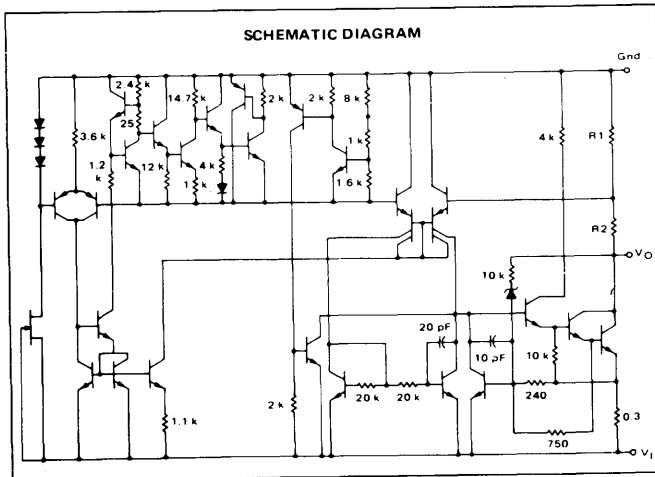 SCHEMATIC DIAGRAM
Gnd
2.4 k
14.7 k
2 k
2 k
8 k
25
3.6 k
4 k
R1
1 k
1.2 k
12 k
1 k
4 k
1.6 k
R2
VO
10 k
20 pF
10 pF
10 k
20 k
20 k
240
2 k
0.3
1.1 k
750
VI